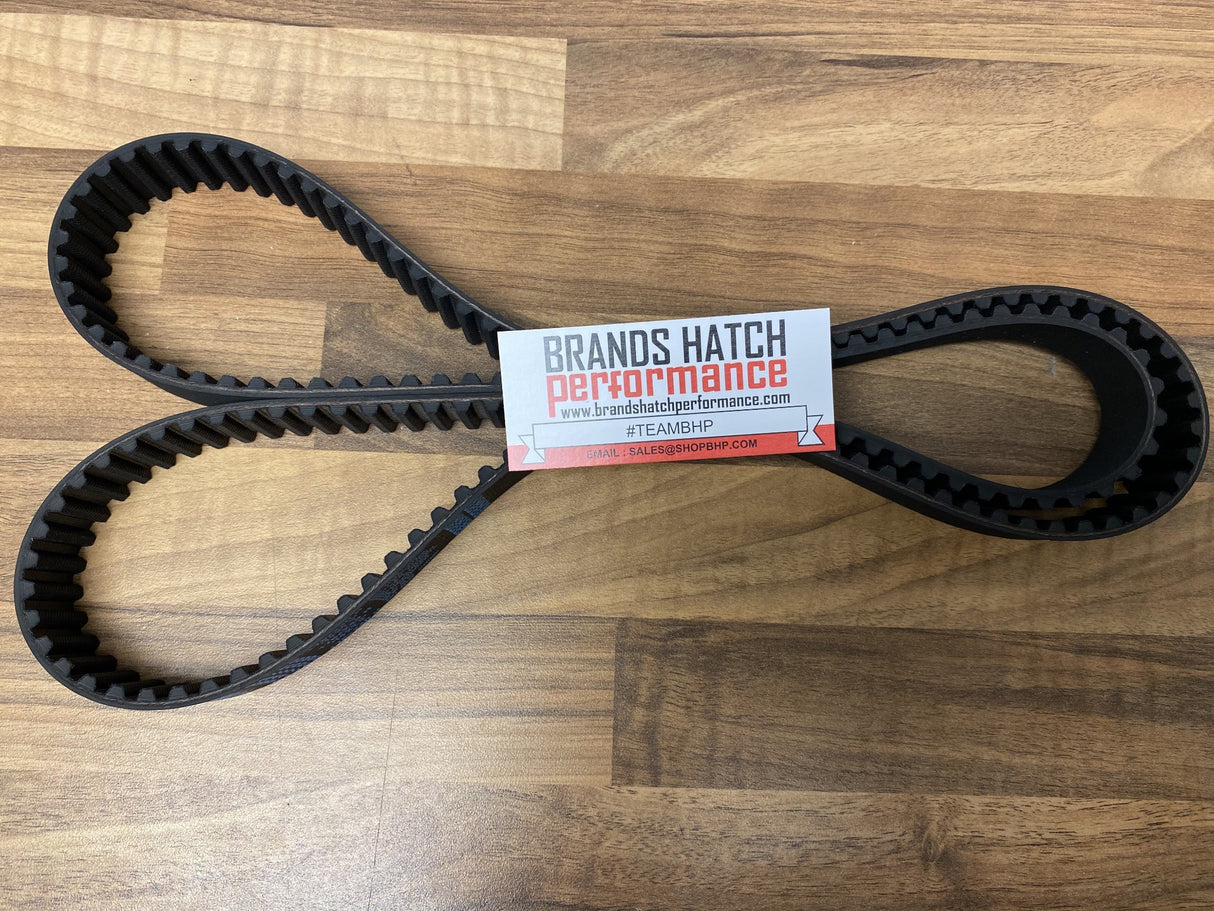 BRANDS HATCH
performance
www.brandshatchperformance.com
#TEAMBHP
EMAIL : SALES@SHOPBHP.COM